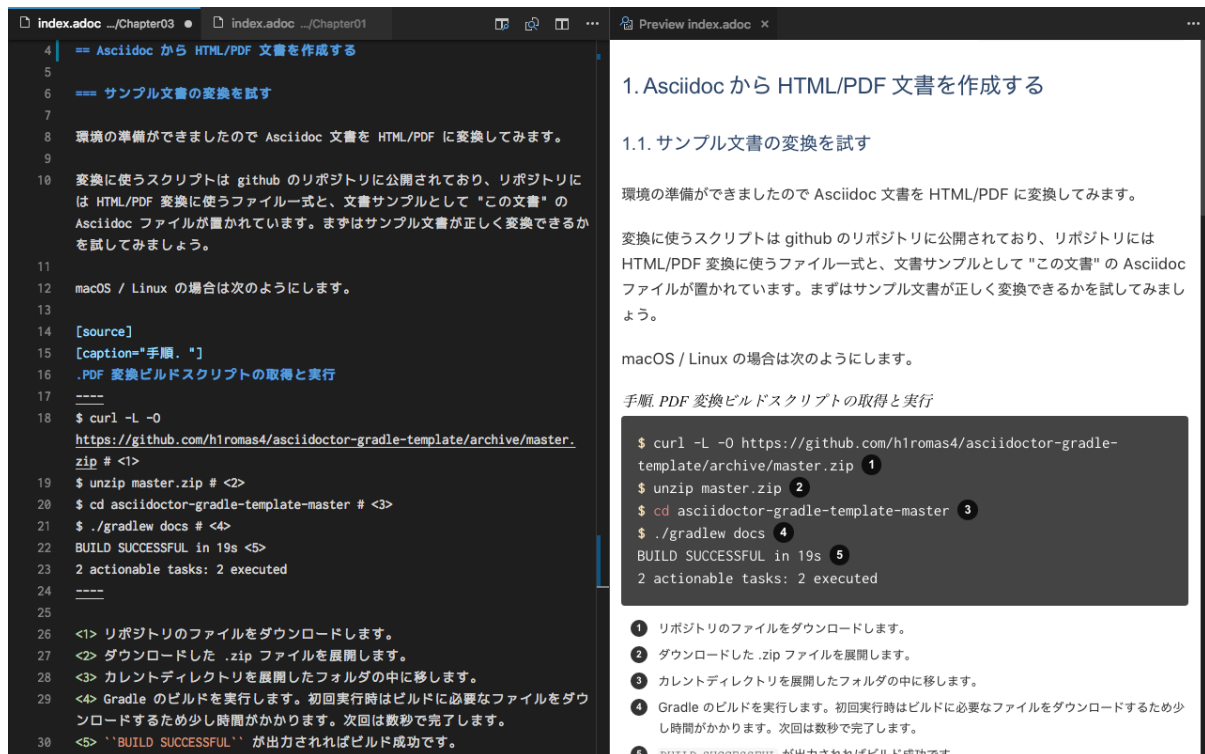 index.adoc .../Chapter03 ●
index.adoc .../Chapter01
Preview index.adoc ×
4 == Asciidoc から HTML/PDF 文書を作成する
5
6 === サンプル文書の変換を試す
7
8 環境の準備ができましたので Asciidoc 文書を HTML/PDF に変換してみます。
9
10 変換に使うスクリプトは github のリポジトリに公開されており、リポジトリに
は HTML/PDF 変換に使うファイル一式と、文書サンプルとして "この文書" の
Asciidoc ファイルが置かれています。まずはサンプル文書が正しく変換できるか
を試してみましょう。
11
12 macOS / Linux の場合は次のようにします。
13
14 [source]
15 [caption="手順. "]
16 .PDF 変換ビルドスクリプトの取得と実行
17 ----
18 $ curl -L -O
https://github.com/h1romas4/asciidoctor-gradle-template/archive/master.
zip # <1>
19 $ unzip master.zip # <2>
20 $ cd asciidoctor-gradle-template-master # <3>
21 $ ./gradlew docs # <4>
22 BUILD SUCCESSFUL in 19s <5>
23 2 actionable tasks: 2 executed
24 ----
25
26 <1> リポジトリのファイルをダウンロードします。
27 <2> ダウンロードした .zip ファイルを展開します。
28 <3> カレントディレクトリを展開したフォルダの中に移します。
29 <4> Gradle のビルドを実行します。初回実行時はビルドに必要なファイルをダウ
ンロードするため少し時間がかかります。次回は数秒で完了します。
30 <5> ``BUILD SUCCESSFUL`` が出力されればビルド成功です。
1. Asciidoc から HTML/PDF 文書を作成する
1.1. サンプル文書の変換を試す
環境の準備ができましたので Asciidoc 文書を HTML/PDF に変換してみます。
変換に使うスクリプトは github のリポジトリに公開されており、リポジトリには
HTML/PDF 変換に使うファイル一式と、文書サンプルとして "この文書" の Asciidoc
ファイルが置かれています。まずはサンプル文書が正しく変換できるかを試してみまし
ょう。
macOS / Linux の場合は次のようにします。
手順. PDF 変換ビルドスクリプトの取得と実行
$ curl -L -O https://github.com/h1romas4/asciidoctor-gradle-
template/archive/master.zip 1
$ unzip master.zip 2
$ cd asciidoctor-gradle-template-master 3
$ ./gradlew docs 4
BUILD SUCCESSFUL in 19s 5
2 actionable tasks: 2 executed
1 リポジトリのファイルをダウンロードします。
2 ダウンロードした .zip ファイルを展開します。
3 カレントディレクトリを展開したフォルダの中に移します。
4 Gradle のビルドを実行します。初回実行時はビルドに必要なファイルをダウンロードするため少
し時間がかかります。次回は数秒で完了します。
5 BUILD SUCCESSFUL が出力されればビルド成功です。